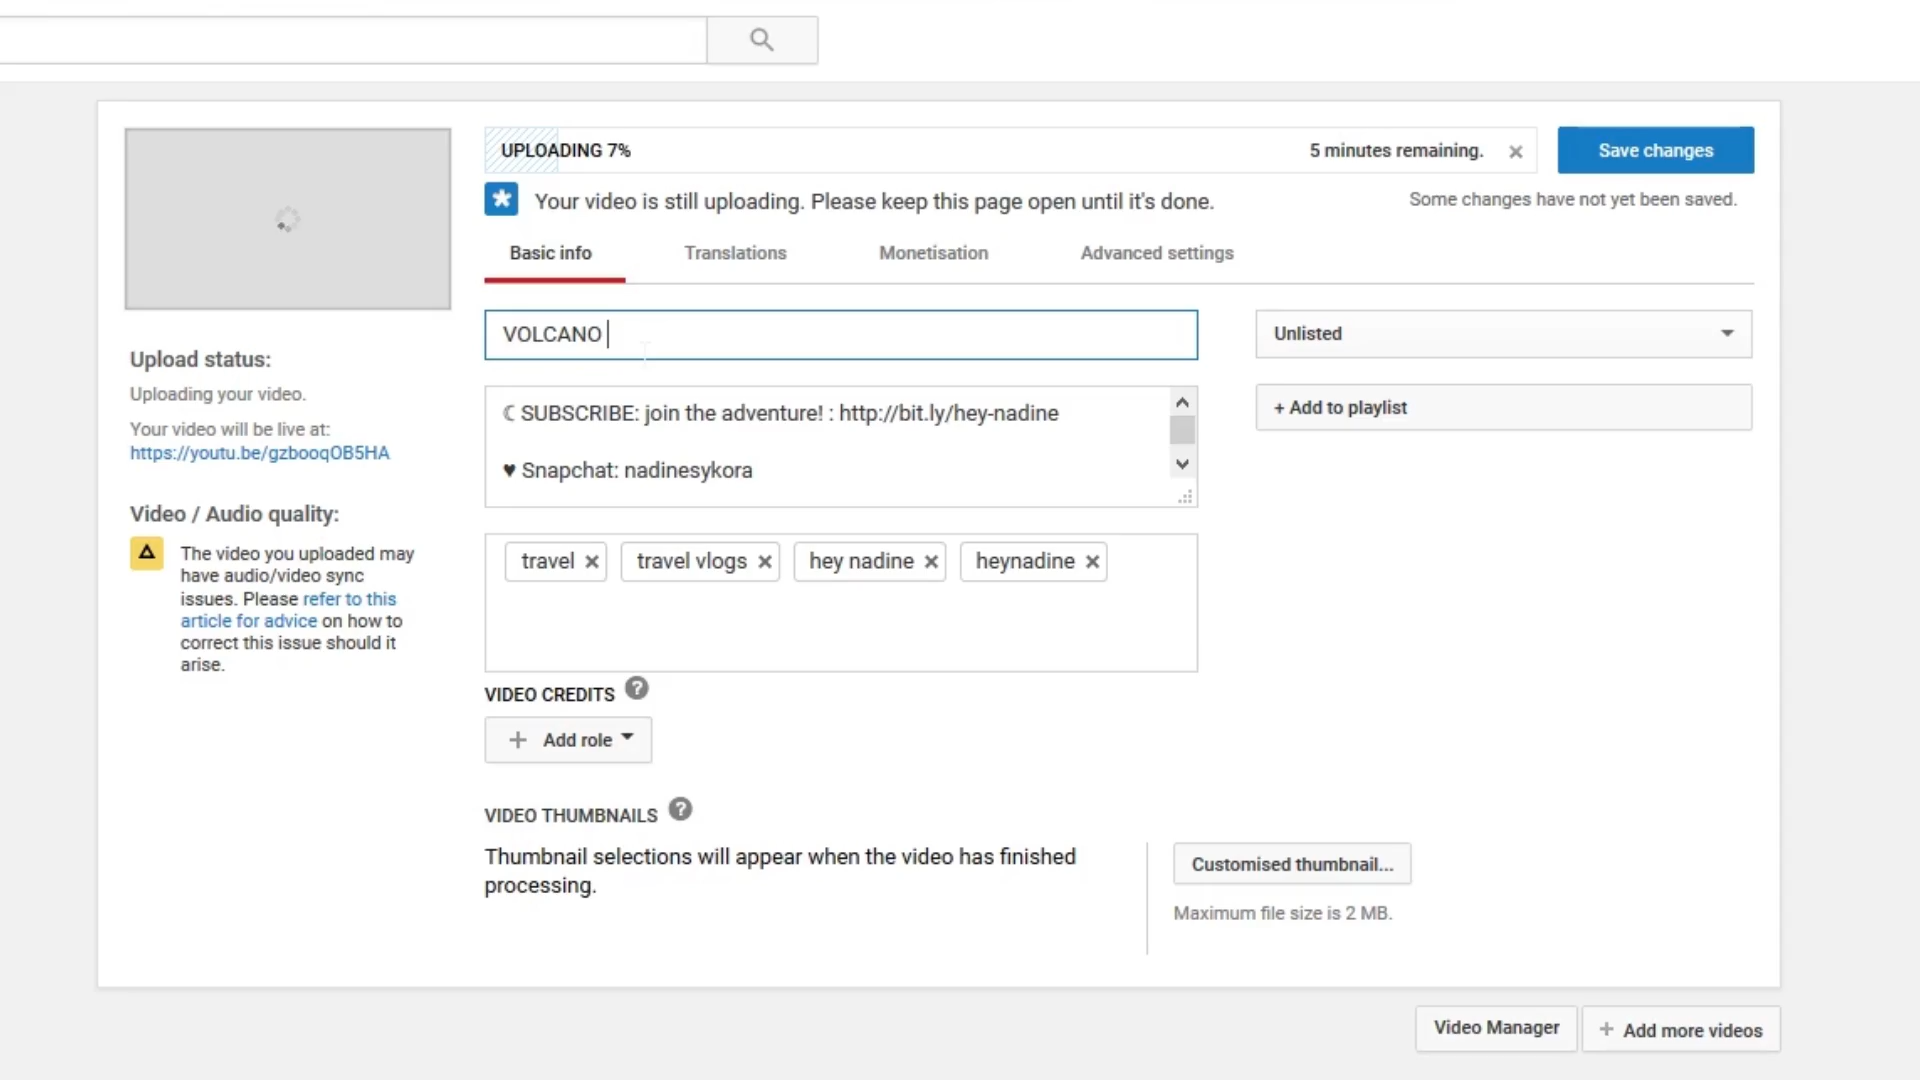 UPLOADING 7%
5 minutes remaining.
Save changes
Your video is still uploading. Please keep this page open until it's done.
Some changes have not yet been saved.
Basic info
Translations
Monetisation
Advanced settings
VOLCANO
Unlisted
☾ SUBSCRIBE: join the adventure! : http://bit.ly/hey-nadine
♥ Snapchat: nadinesykora
+ Add to playlist
travel
travel vlogs
hey nadine
heynadine
Upload status:
Uploading your video.
Your video will be live at:
https://youtu.be/gzbooqOB5HA
Video / Audio quality:
The video you uploaded may
have audio/video sync
issues. Please refer to this
article for advice on how to
correct this issue should it
arise.
VIDEO CREDITS ?
+ Add role
VIDEO THUMBNAILS ?
Thumbnail selections will appear when the video has finished
processing.
Customised thumbnail...
Maximum file size is 2 MB.
Video Manager
+ Add more videos